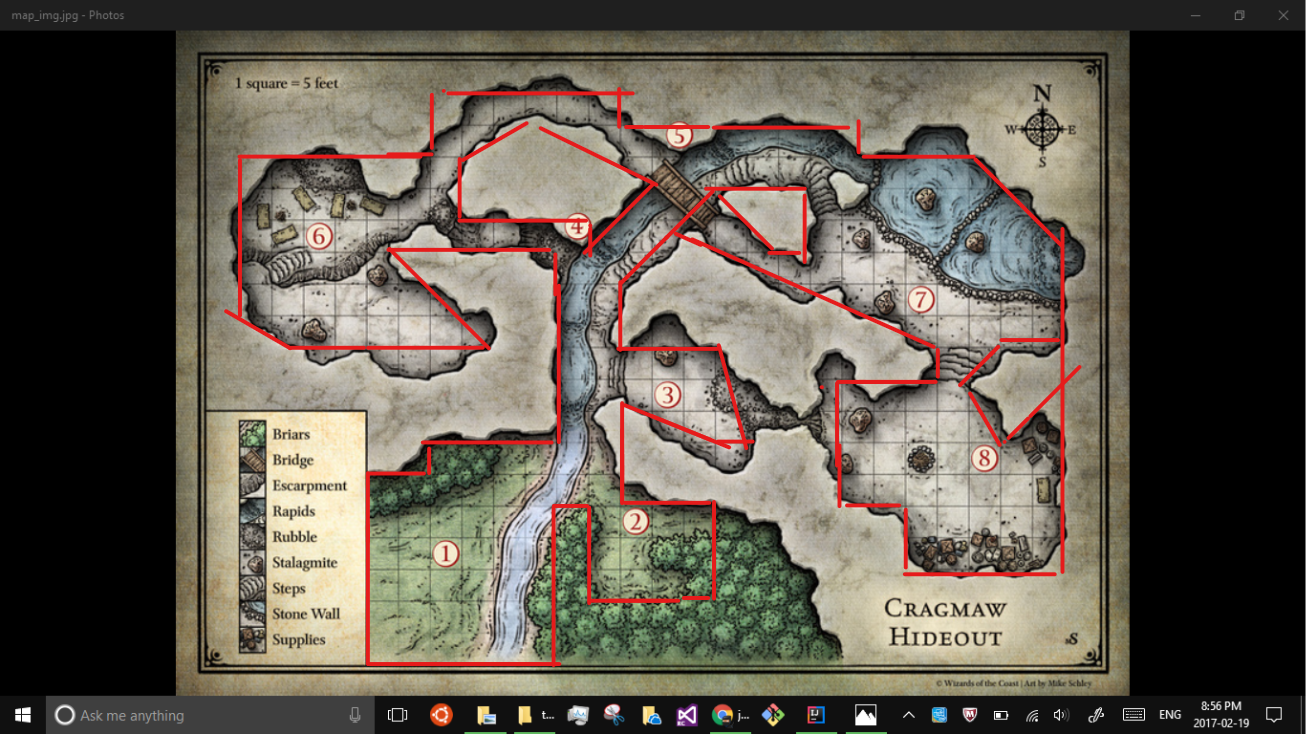 map_img.jpg - Photos
1 square = 5 feet
N
W
E
S
5
4
6
7
3
8
2
1
Briars
Bridge
Escarpment
Rapids
Rubble
Stalagmite
Steps
Stone Wall
Supplies
CRAGMAW
HIDEOUT
© Wizards of the Coast | Art by Mike Schley
Ask me anything
t...
j...
ENG
8:56 PM
2017-02-19